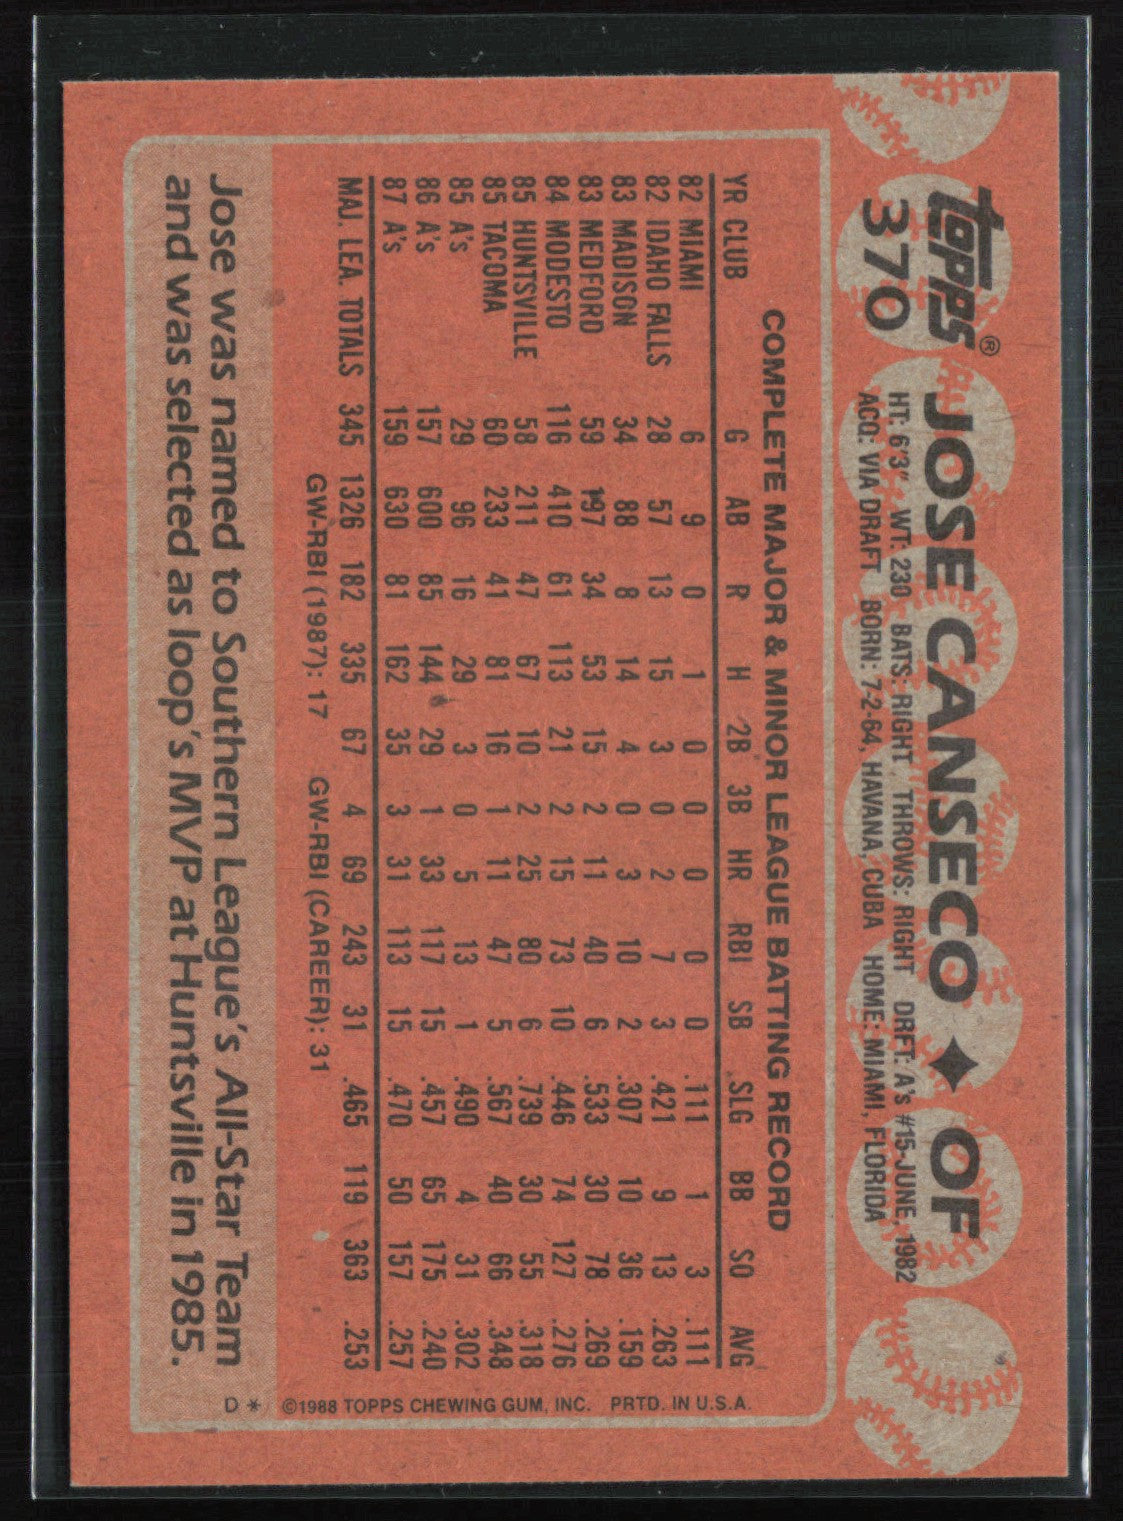 TOPPS®
370
JOSE CANSECO ✦ OF
HT: 6'3" WT: 230 BATS: RIGHT THROWS: RIGHT DRFT: A's #15-JUNE, 1982
ACQ: VIA DRAFT BORN: 7-2-64, HAVANA, CUBA HOME: MIAMI, FLORIDA
COMPLETE MAJOR & MINOR LEAGUE BATTING RECORD
YR CLUB G AB R H 2B 3B HR RBI SB SLG BB SO AVG
82 MIAMI 6 9 0 1 0 0 0 0 0 .111 1 3 .111
82 IDAHO FALLS 28 57 13 15 3 0 2 7 3 .421 9 13 .263
83 MADISON 34 88 8 14 4 0 3 10 2 .307 10 36 .159
83 MEDFORD 59 197 34 53 15 2 11 40 6 .533 30 78 .269
84 MODESTO 116 410 61 113 21 2 15 73 10 .446 74 127 .276
85 HUNTSVILLE 58 211 47 67 10 2 25 80 6 .739 30 55 .318
85 TACOMA 60 233 41 81 16 1 11 47 5 .567 40 66 .348
85 A's 29 96 16 29 3 0 5 13 1 .490 4 31 .302
86 A's 157 600 85 144 29 1 33 117 15 .457 65 175 .240
87 A's 159 630 81 162 35 3 31 113 15 .470 50 157 .257
MAJ. LEA. TOTALS 345 1326 182 335 67 4 69 243 31 .465 119 363 .253
GW-RBI (1987): 17 GW-RBI (CAREER): 31
Jose was named to Southern League's All-Star Team
and was selected as loop's MVP at Huntsville in 1985.
D* ©1988 TOPPS CHEWING GUM, INC. PRTD. IN U.S.A.